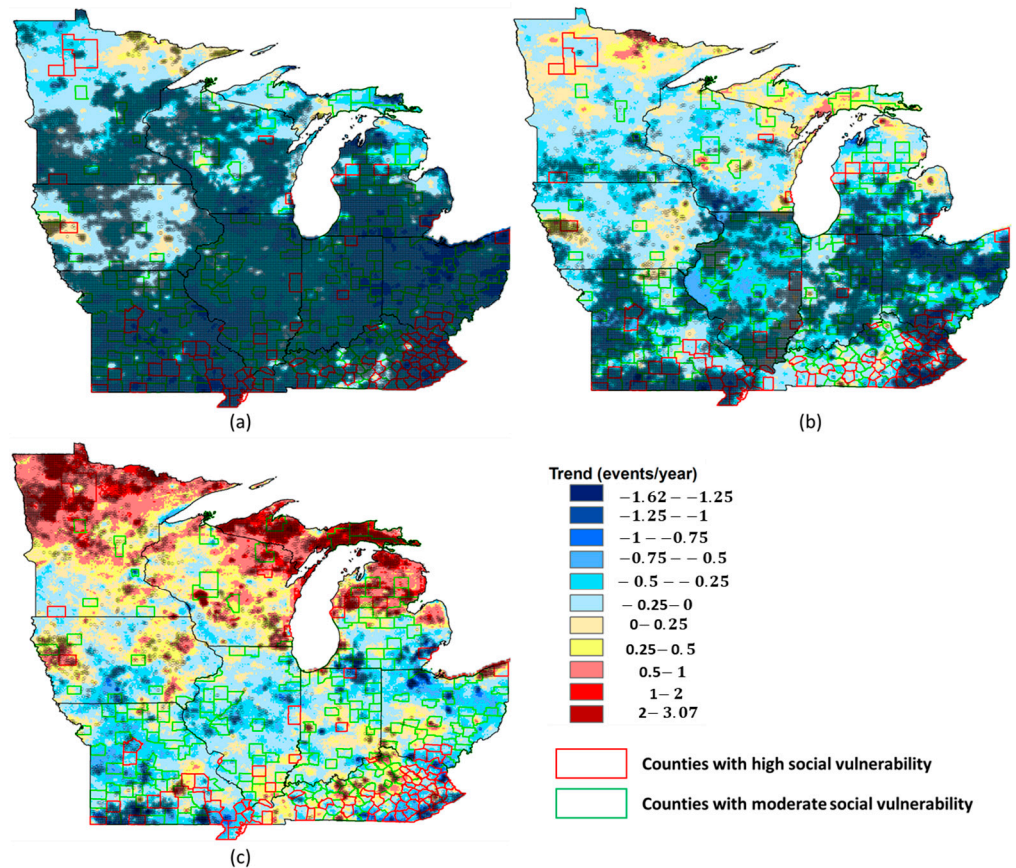 (a)
(b)
Trend (events/year)
−1.62−−1.25
−1.25−−1
−1−−0.75
−0.75−−0.5
−0.5−−0.25
−0.25−0
0−0.25
0.25−0.5
0.5−1
1−2
2−3.07
Counties with high social vulnerability
Counties with moderate social vulnerability
(c)